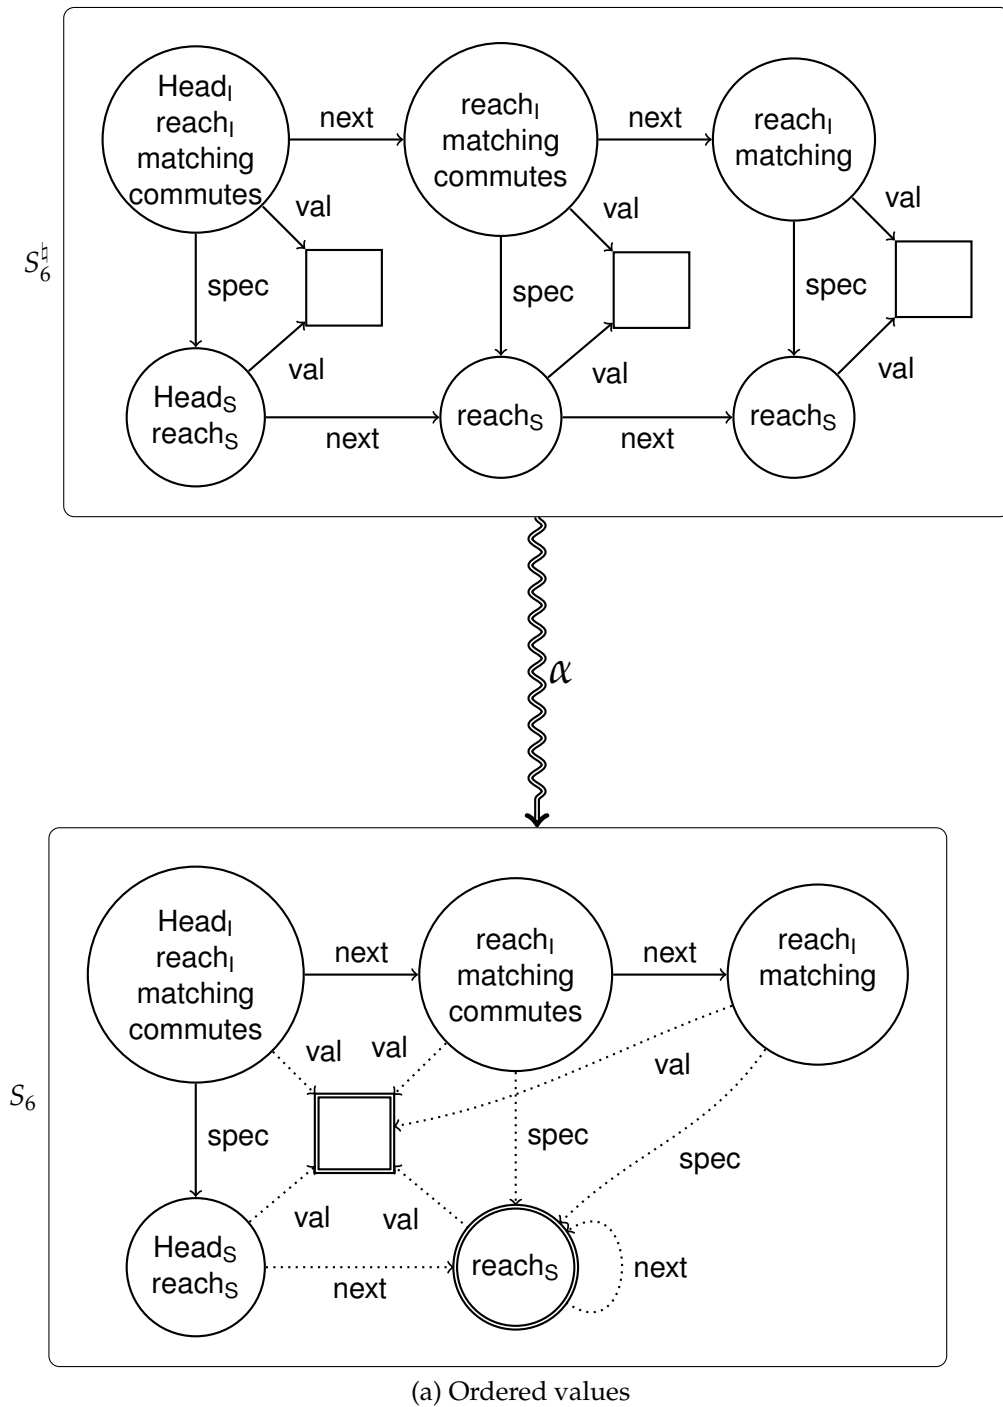 Head_I
reach_I
matching
commutes
next
reach_I
matching
commutes
next
reach_I
matching
val
val
val
S_6^♮
spec
spec
spec
val
val
val
Head_S
reach_S
next
reach_S
next
reach_S
α
Head_I
reach_I
matching
commutes
next
reach_I
matching
commutes
next
reach_I
matching
val
val
val
S_6
spec
spec
spec
val
val
Head_S
reach_S
next
reach_S
next
(a) Ordered values